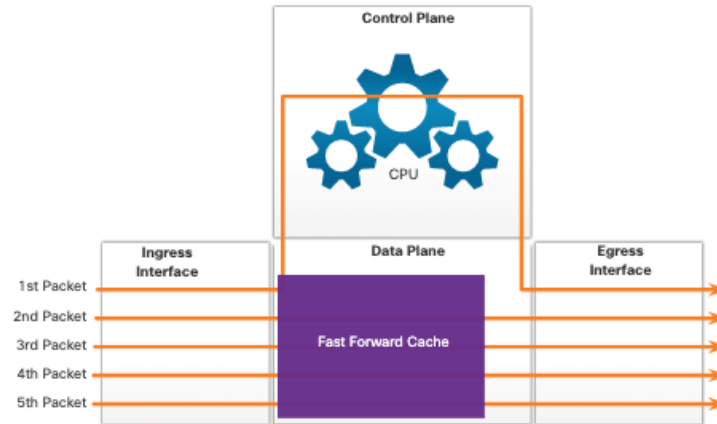 Control Plane
CPU
Ingress
Interface
Data Plane
Egress
Interface
1st Packet
2nd Packet
3rd Packet
Fast Forward Cache
4th Packet
5th Packet